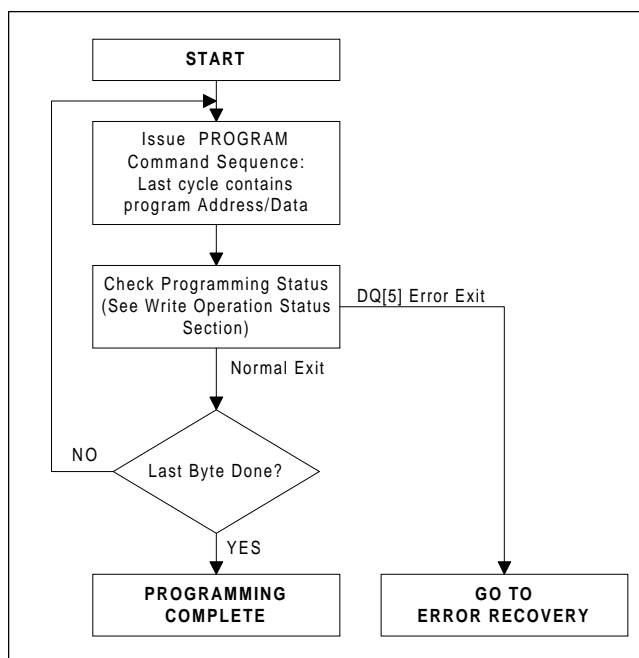 START
Issue PROGRAM
Command Sequence:
Last cycle contains
program Address/Data
Check Programming Status
(See Write Operation Status
Section)
DQ[5] Error Exit
Normal Exit
NO
Last Byte Done?
YES
PROGRAMMING
COMPLETE
GO TO
ERROR RECOVERY